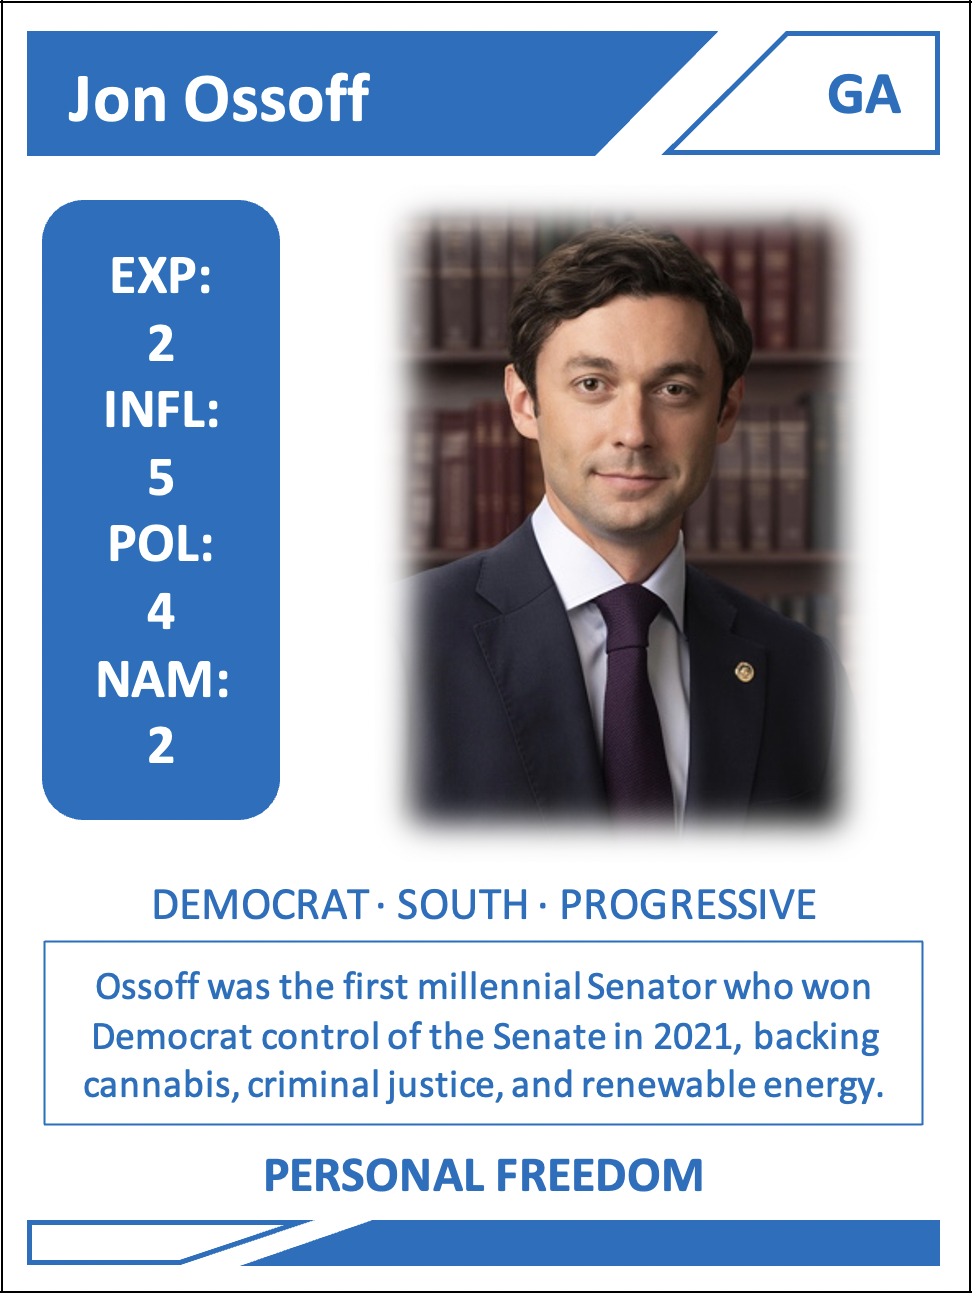 Jon Ossoff
GA
EXP:
2
INFL:
5
POL:
4
NAM:
2
DEMOCRAT · SOUTH · PROGRESSIVE
Ossoff was the first millennial Senator who won
Democrat control of the Senate in 2021, backing
cannabis, criminal justice, and renewable energy.
PERSONAL FREEDOM